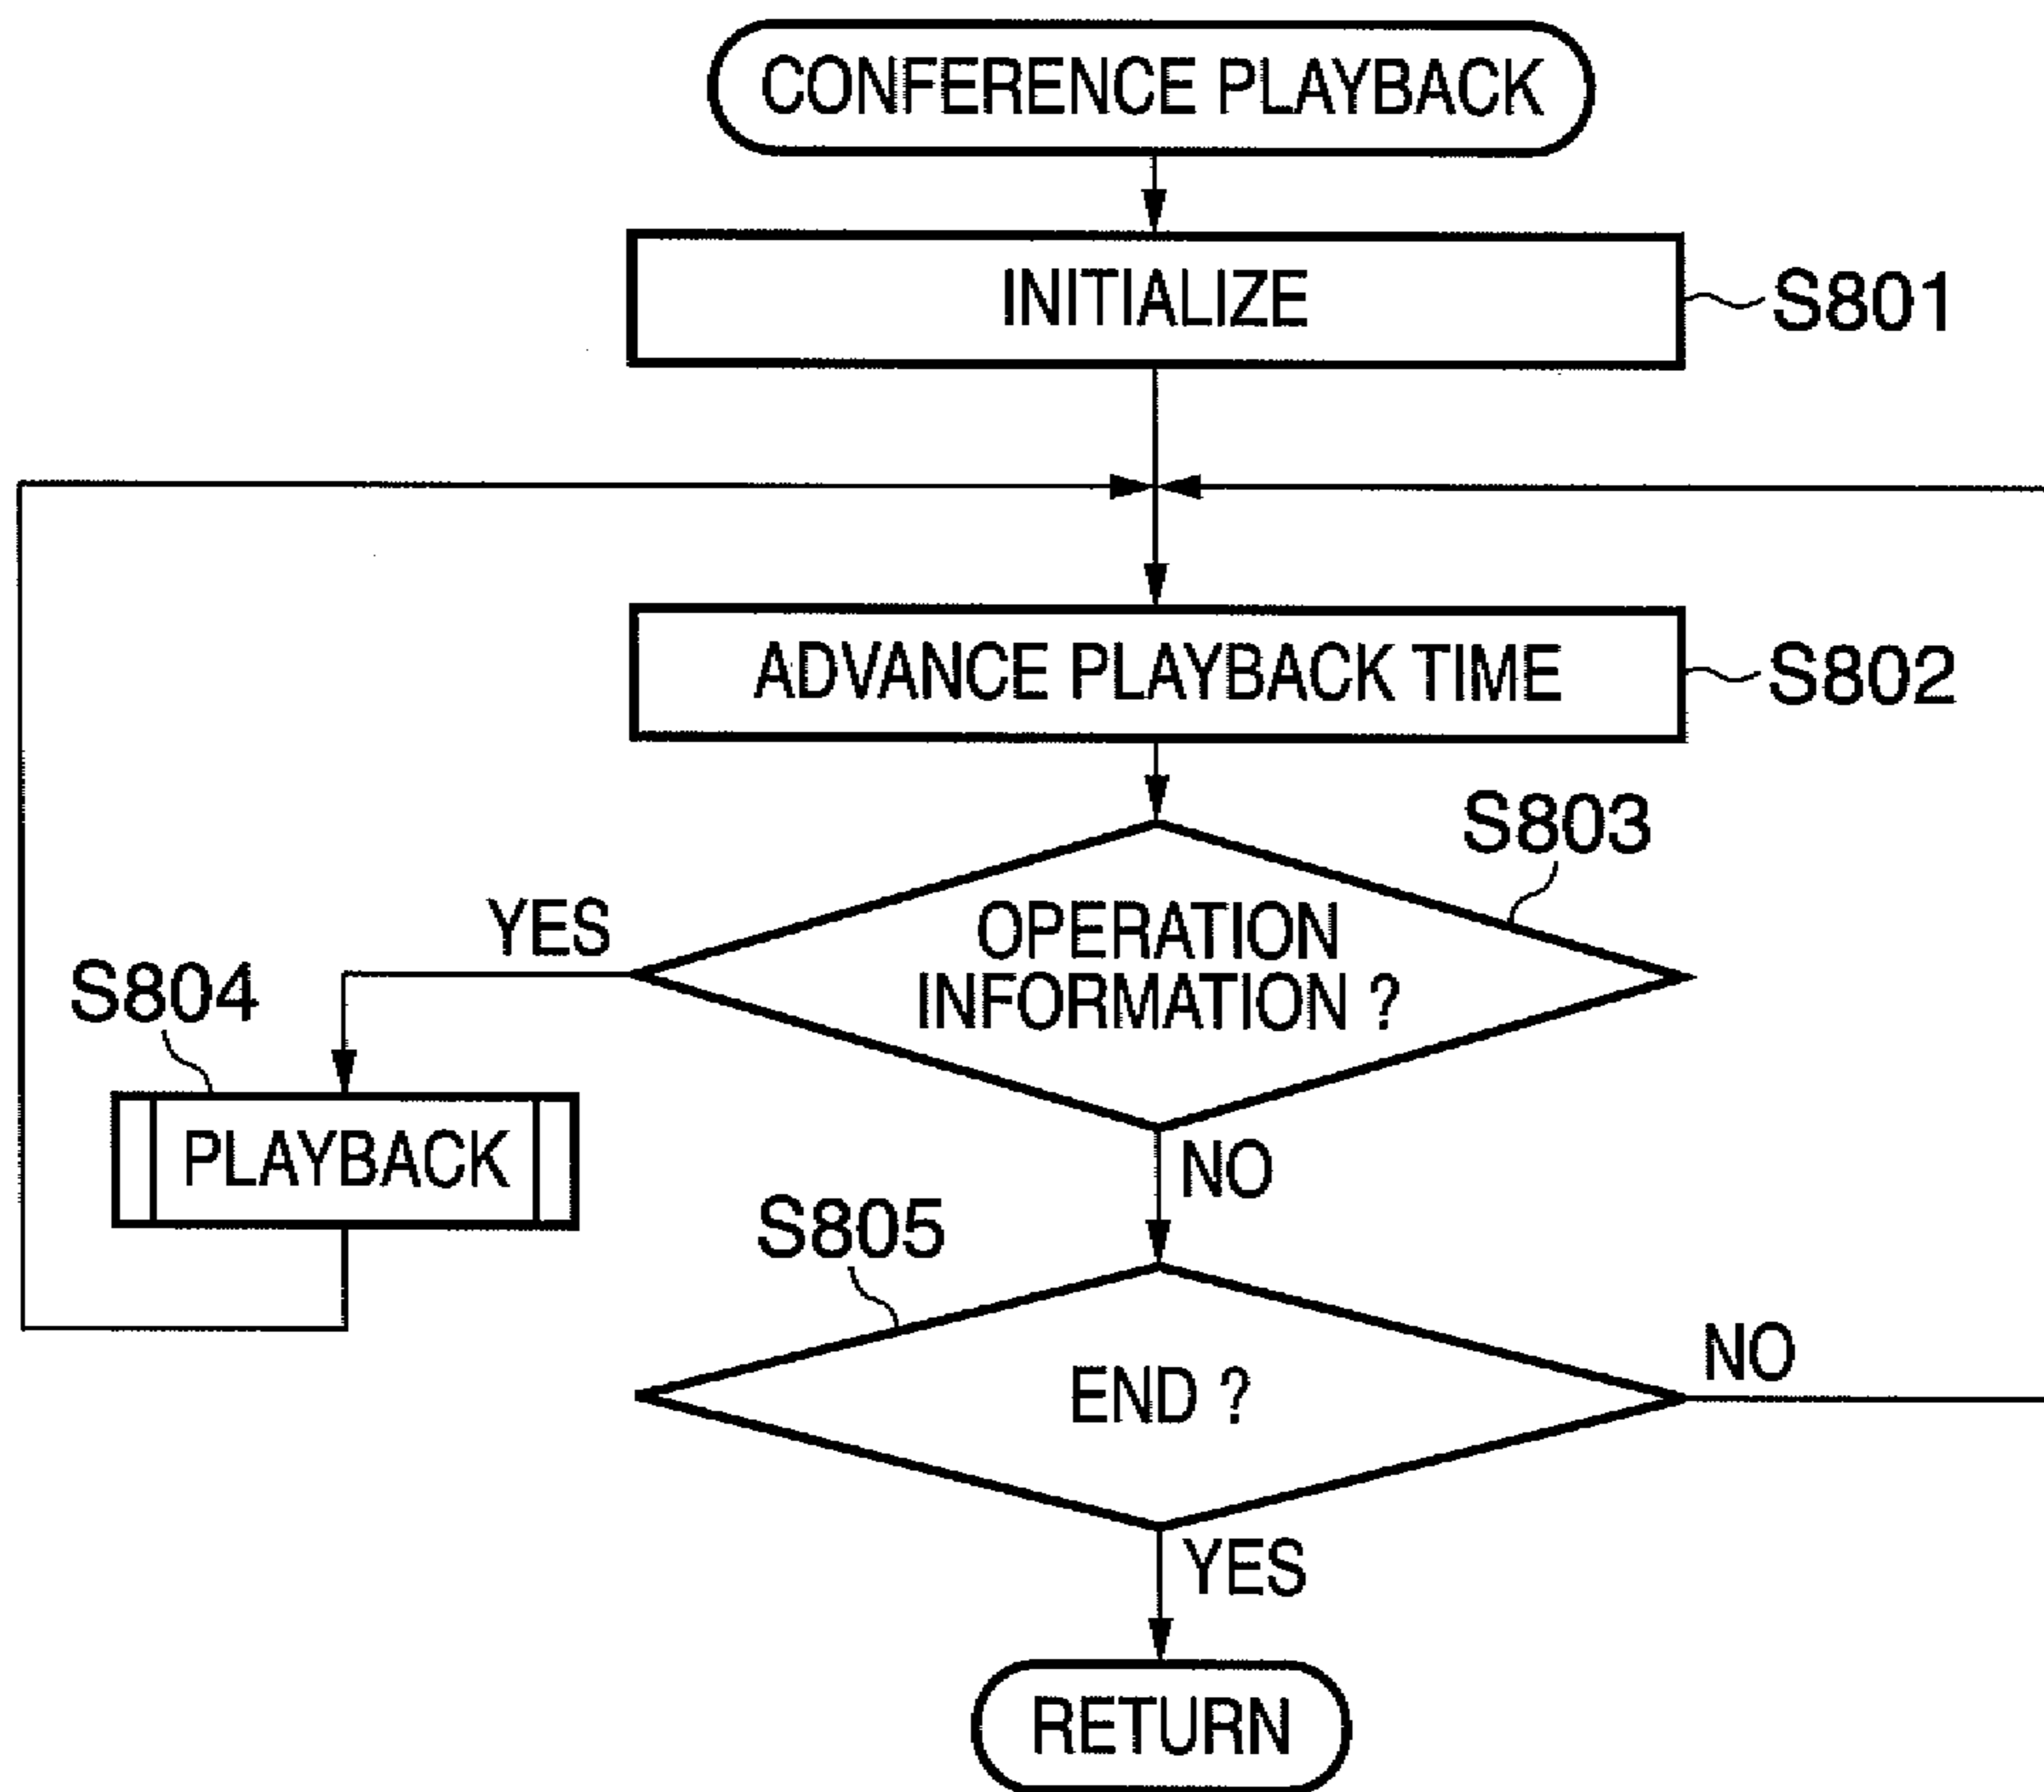 CONFERENCE PLAYBACK
INITIALIZE
S801
ADVANCE PLAYBACK TIME
S802
S803
OPERATION
INFORMATION ?
YES
S804
PLAYBACK
NO
S805
END ?
NO
YES
RETURN